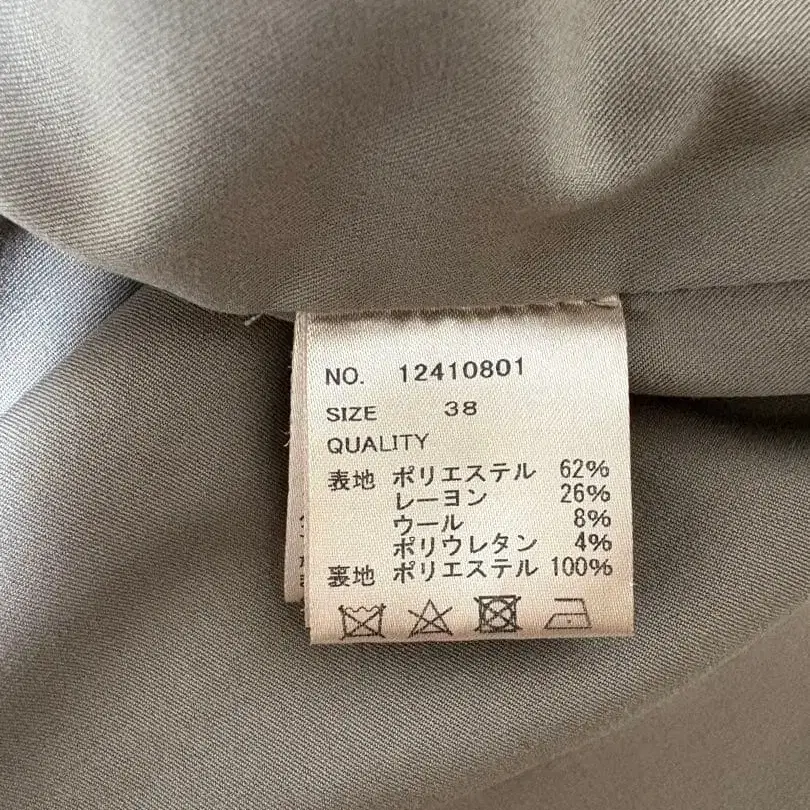 NO. 12410801
SIZE 38
QUALITY
表地 ポリエステル 62%
レーヨン 26%
ウール 8%
ポリウレタン 4%
裏地 ポリエステル 100%